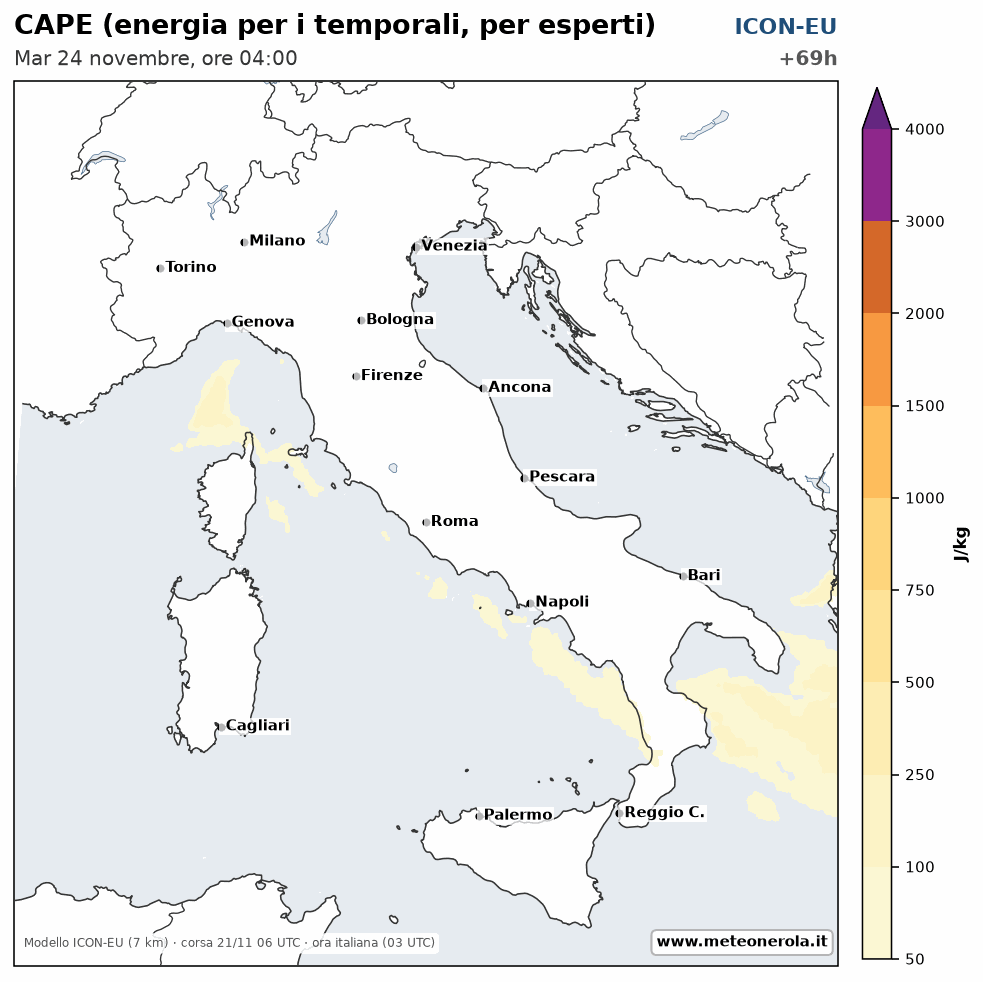 CAPE (energia per i temporali, per esperti)
ICON-EU
Mar 24 novembre, ore 04:00
+69h
4000
3000
2000
1500
1000
750
500
250
100
50
J/kg
Milano
Venezia
Torino
Genova
Bologna
Firenze
Ancona
Pescara
Roma
Bari
Napoli
Cagliari
Palermo
Reggio C.
Modello ICON-EU (7 km) · corsa 21/11 06 UTC · ora italiana (03 UTC)
www.meteonerola.it